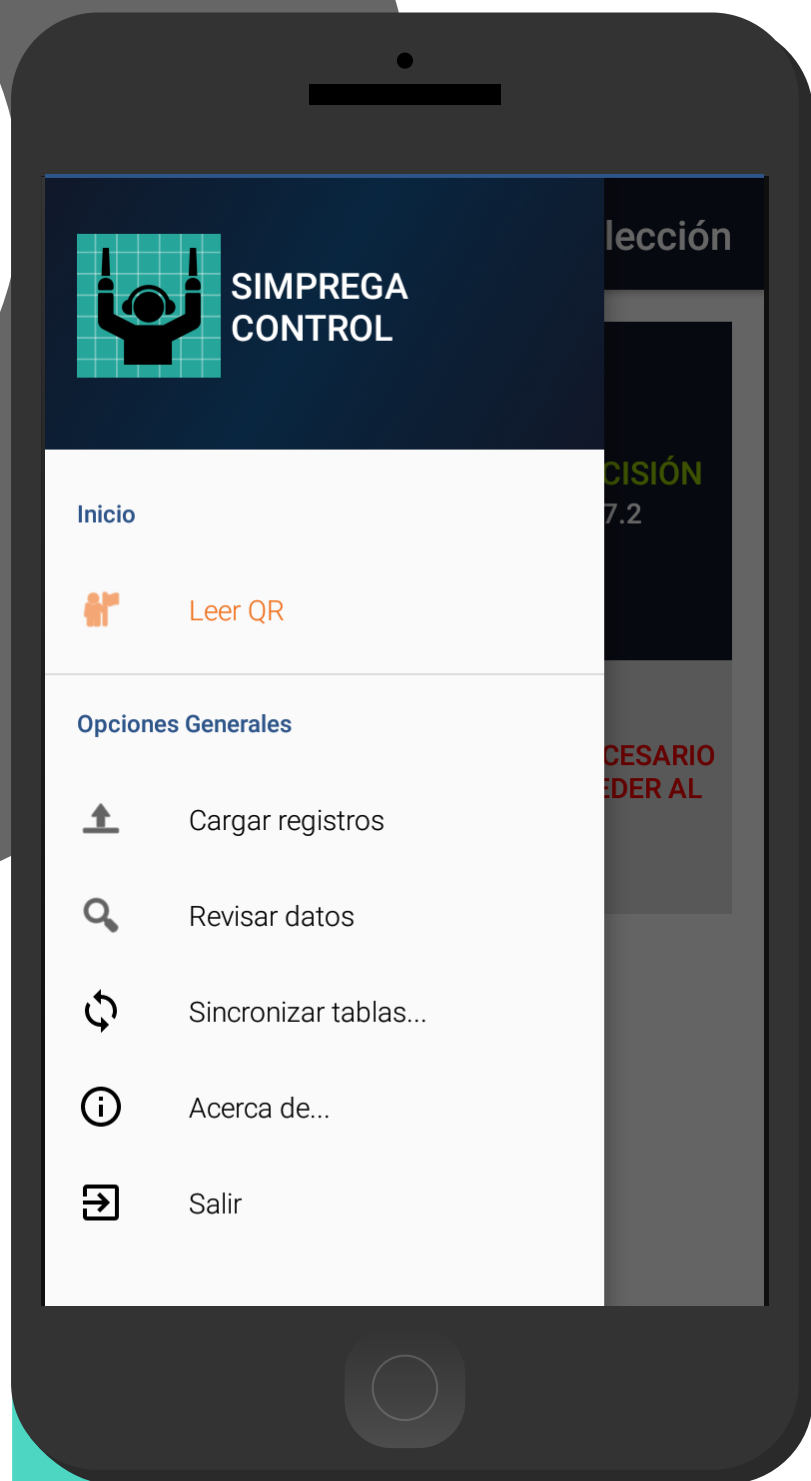 SIMPREGA
CONTROL
lección
CISIÓN
7.2
Inicio
Leer QR
Opciones Generales
CESARIO
EDER AL
Cargar registros
Revisar datos
Sincronizar tablas...
Acerca de...
Salir